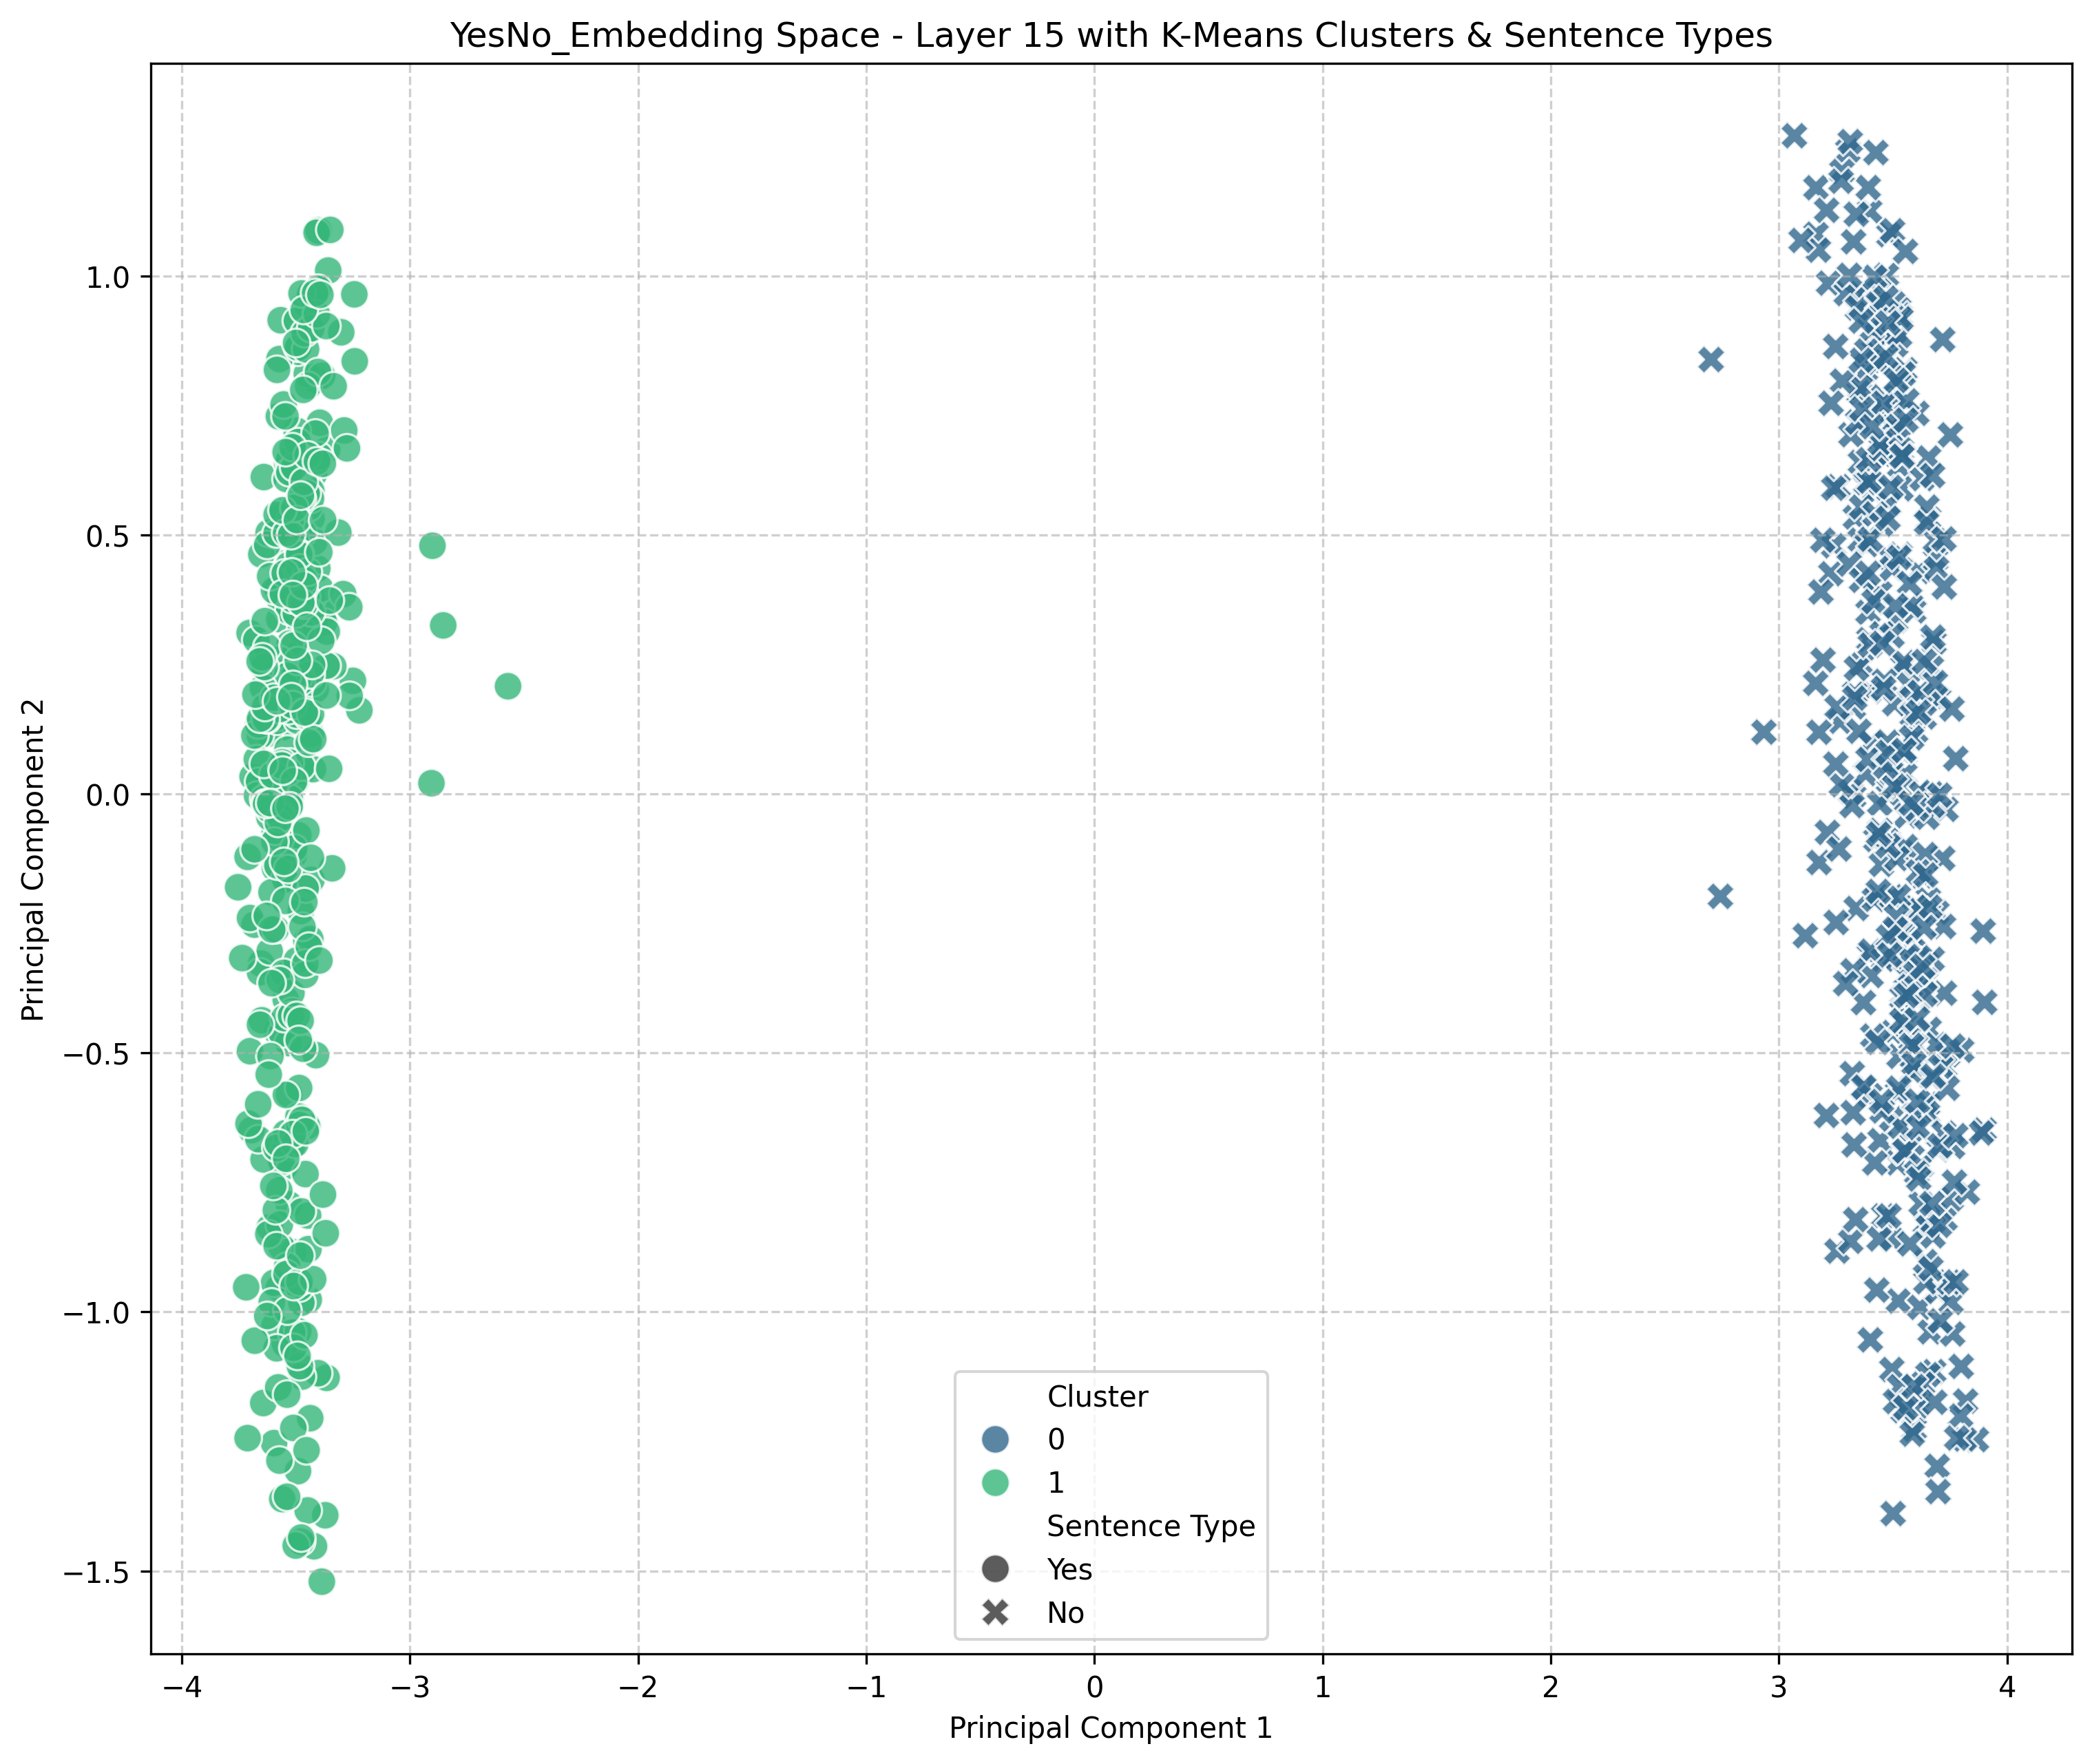 YesNo_Embedding Space - Layer 15 with K-Means Clusters & Sentence Types
Principal Component 2
1.0
0.5
0.0
−0.5
−1.0
−1.5
Cluster
0
1
Sentence Type
Yes
No
−4 −3 −2 −1 0 1 2 3 4
Principal Component 1